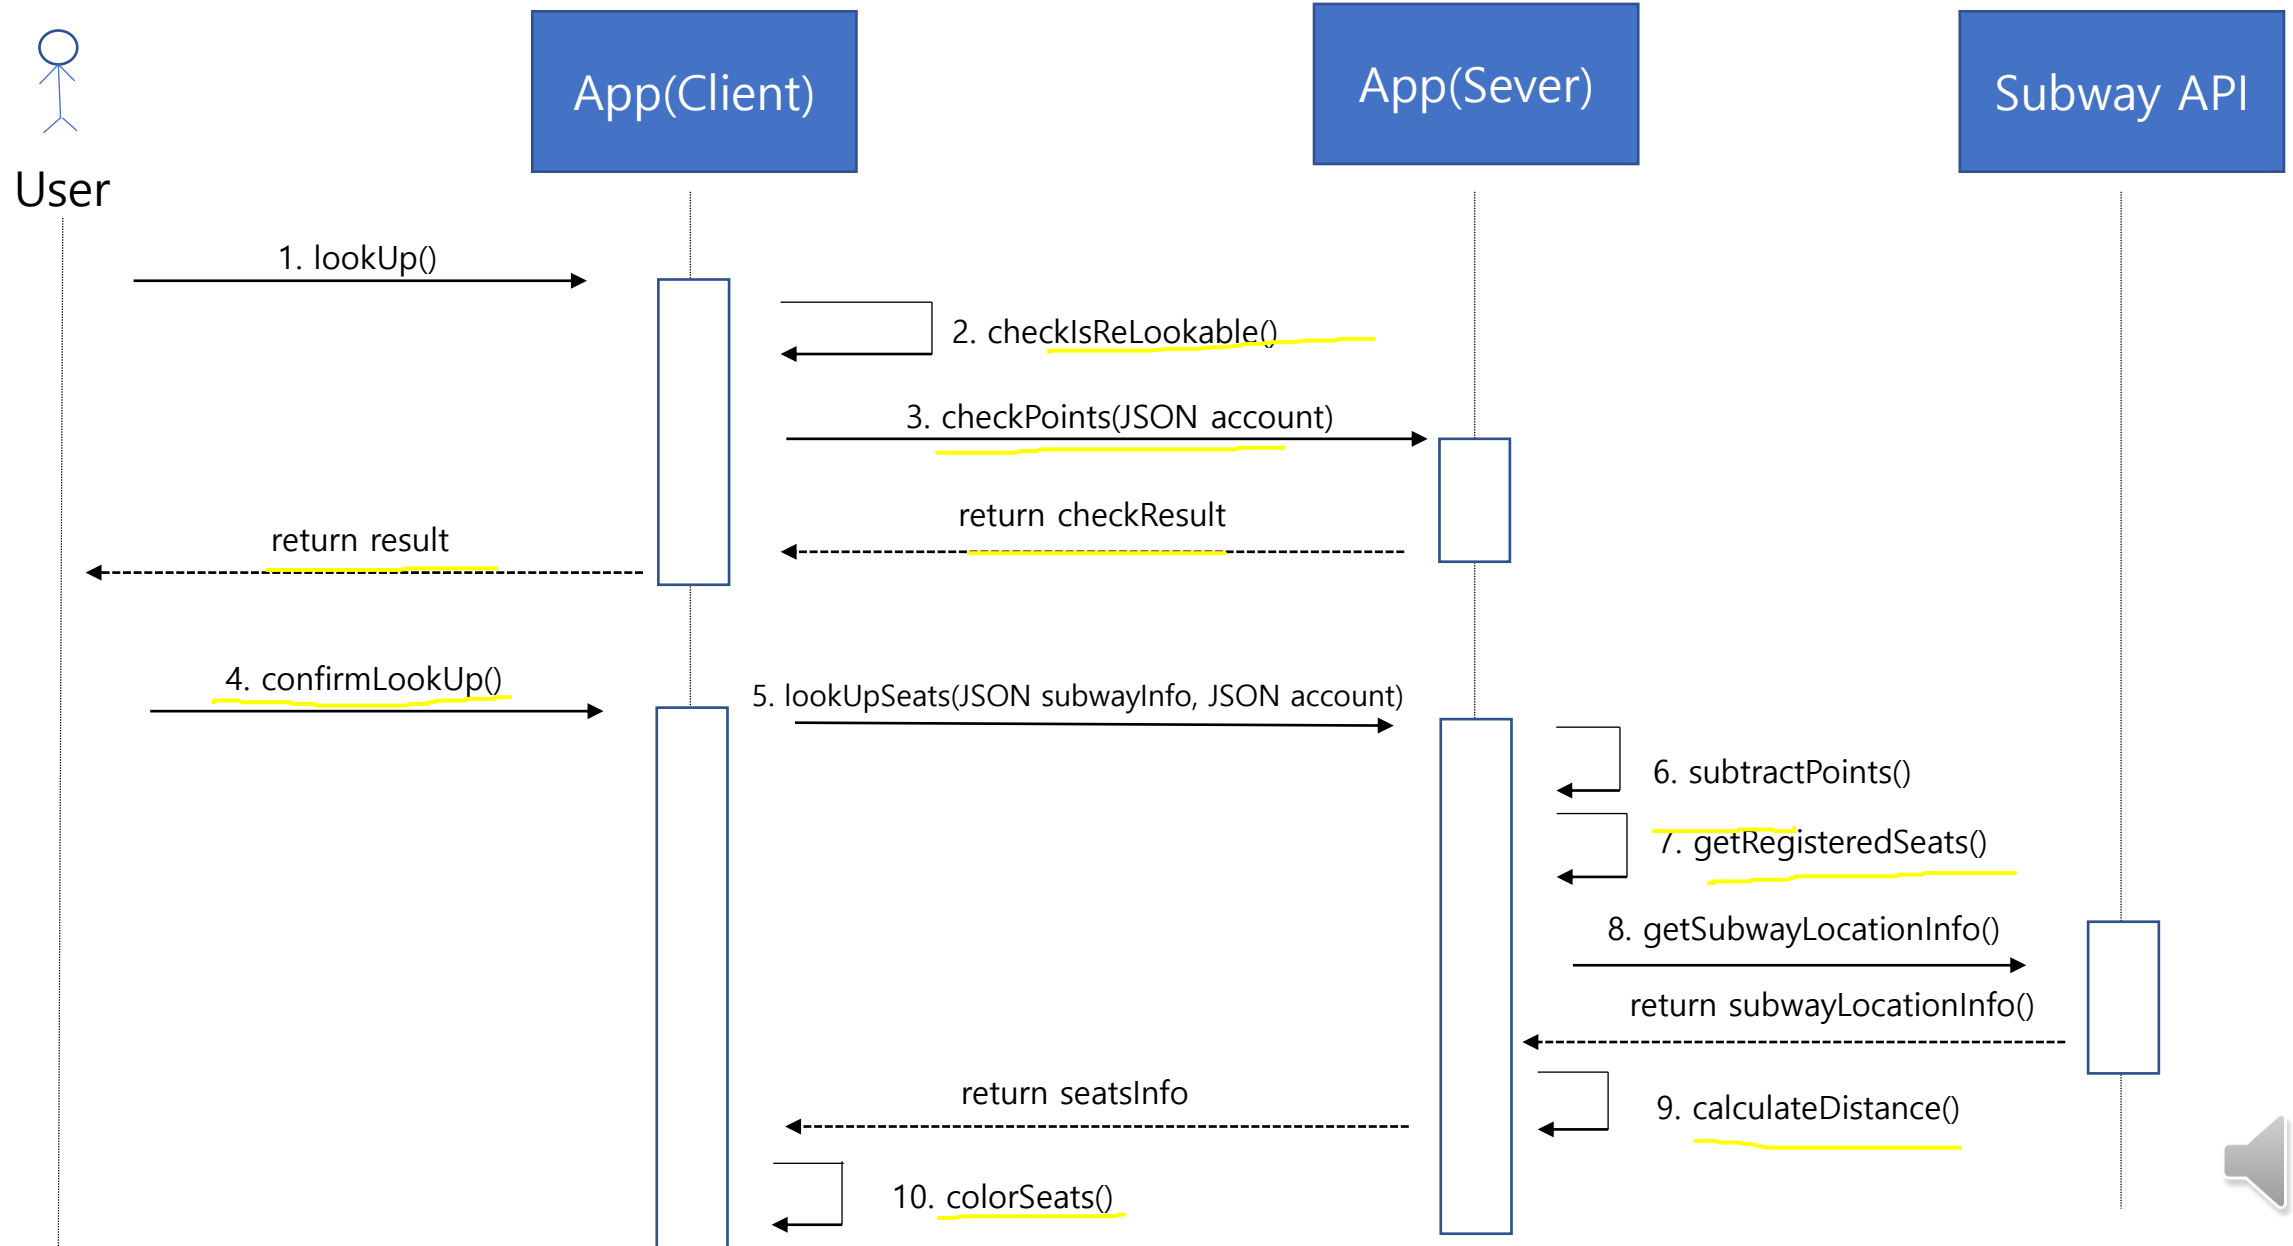 App(Client)
App(Sever)
Subway API
User
1. lookUp()
2. checkIsReLookable()
3. checkPoints(JSON account)
return checkResult
return result
4. confirmLookUp()
5. lookUpSeats(JSON subwayInfo, JSON account)
6. subtractPoints()
7. getRegisteredSeats()
8. getSubwayLocationInfo()
return subwayLocationInfo()
return seatsInfo
9. calculateDistance()
10. colorSeats()